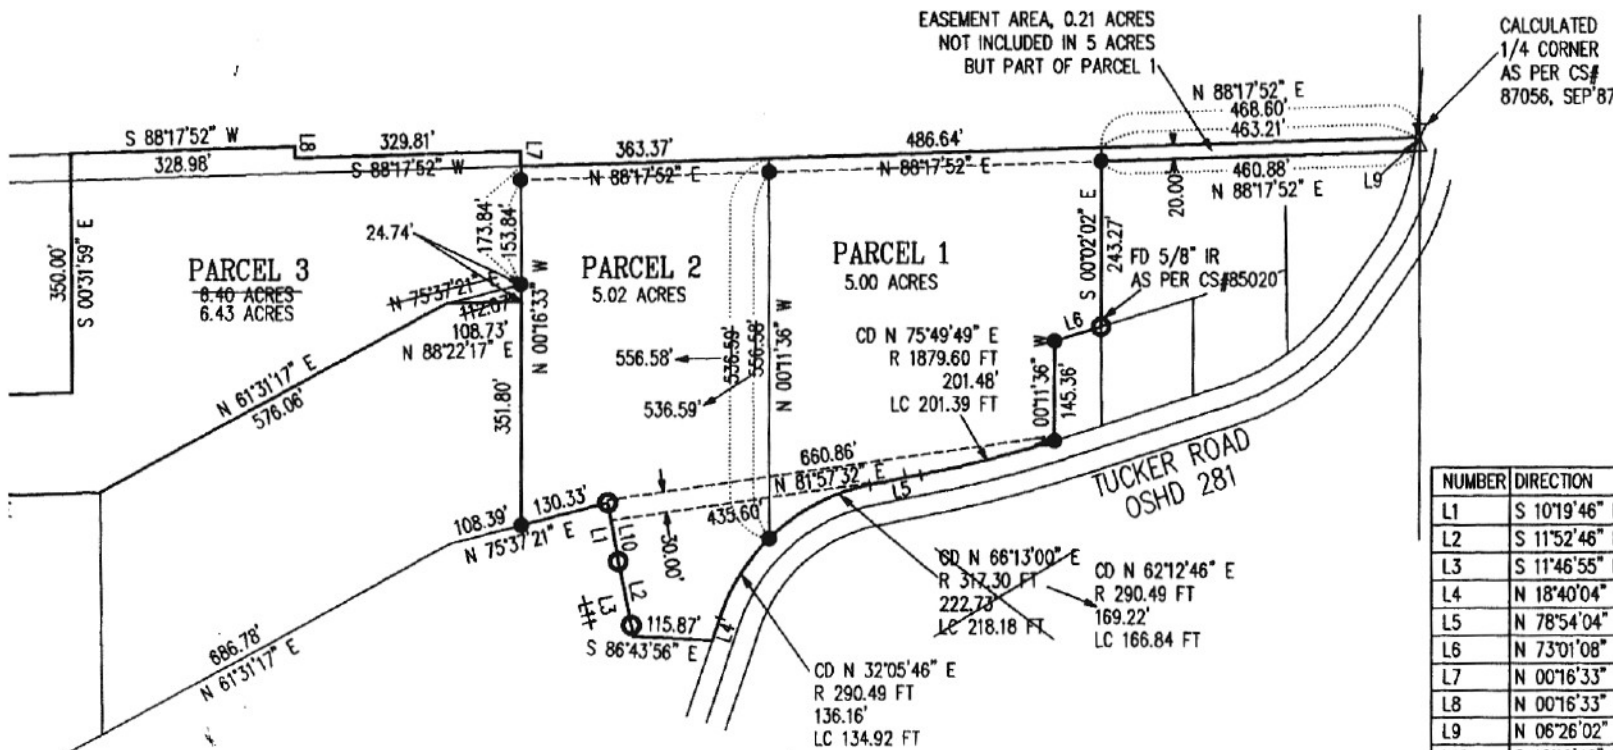 EASEMENT AREA, 0.21 ACRES
NOT INCLUDED IN 5 ACRES
BUT PART OF PARCEL 1
CALCULATED
1/4 CORNER
AS PER CS#
87056, SEP'87
N 88°17'52" E
468.60'
463.21'
460.88'
N 88°17'52" E
L9
20.00'
S 88°17'52" W
328.98'
L8
329.81'
S 88°17'52" W
L7
363.37'
N 88°17'52" E
486.64'
N 88°17'52" E
350.00'
S 00°31'59" E
PARCEL 3
8.40 ACRES
6.43 ACRES
24.74'
173.84'
153.84'
N 75°37'21" E
112.07'
108.73'
N 88°22'17" E
N 00°16'33" W
351.80'
N 61°31'17" E
576.06'
PARCEL 2
5.02 ACRES
556.58'
536.59'
536.59'
556.58'
N 00°11'36" W
PARCEL 1
5.00 ACRES
CD N 75°49'49" E
R 1879.60 FT
201.48'
LC 201.39 FT
S 00°02'02" E
243.27'
FD 5/8" IR
AS PER CS#85020
L6
00°11'36" W
145.36'
660.86'
N 81°57'32" E
L5
435.60'
30.00'
TUCKER ROAD
OSHD 281
108.39'
130.33'
N 75°37'21" E
L1
L10
L2
L3
L11
115.87'
S 86°43'56" E
L4
686.78'
N 61°31'17" E
CD N 66°13'00" E
R 317.30 FT
222.73'
LC 218.18 FT
CD N 62°12'46" E
R 290.49 FT
169.22'
LC 166.84 FT
CD N 32°05'46" E
R 290.49 FT
136.16'
LC 134.92 FT
NUMBER DIRECTION
L1 S 10°19'46"
L2 S 11°52'46"
L3 S 11°46'55"
L4 N 18°40'04"
L5 N 78°54'04"
L6 N 73°01'08"
L7 N 00°16'33"
L8 N 00°16'33"
L9 N 06°26'02"